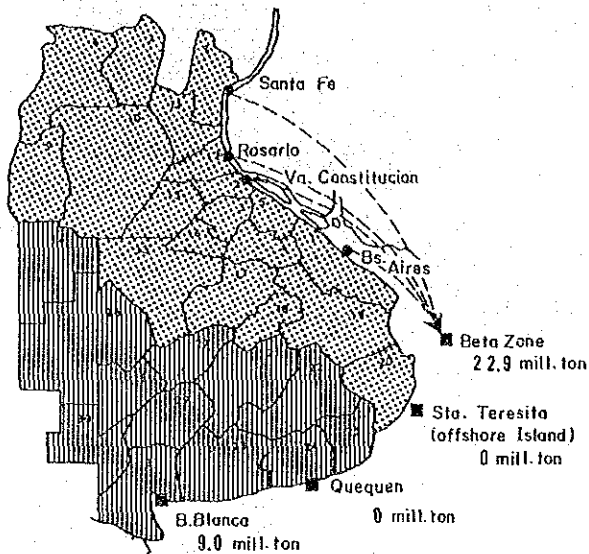 Santa Fe
Rosario
Va. Constitucion
Bs. Aires
Beta Zone
22.9 mill. ton
Sta. Teresita
(offshore Island)
0 mill. ton
Quequen
0 mill. ton
B.Blanca
9.0 mill. ton